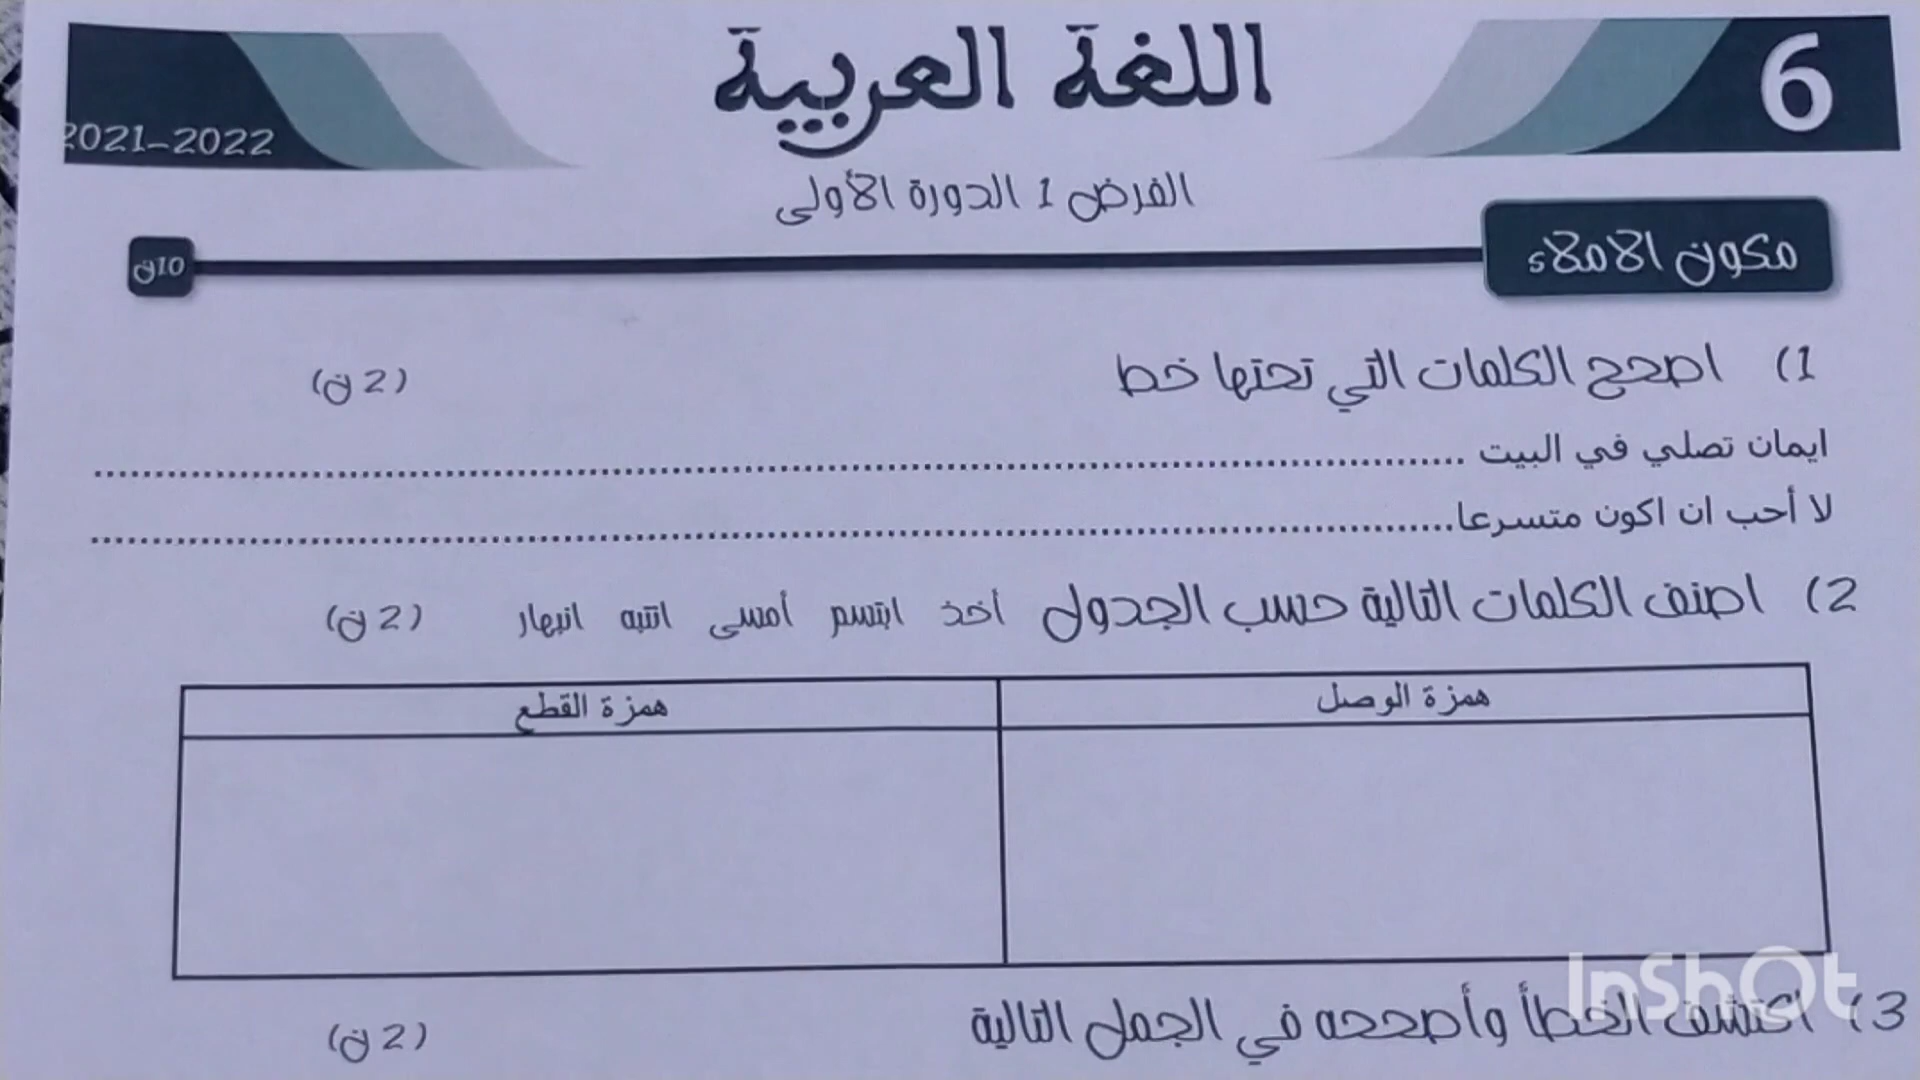 6
اللغة العربية
2021-2022
الفرض 1 الدورة الأولى
مكون الاملاء
10ن
1) اصحح الكلمات التي تحتها خط (2 ن)
ايمان تصلي في البيت ........................................
لا أحب ان اكون متسرعا........................................
2) اصنف الكلمات التالية حسب الجدول أخذ ابتسم أمسى انتبه انبهار (2 ن)
همزة الوصل همزة القطع
3) اكتشف الخطأ وأصححه في الجمل التالية (2 ن)
InShOt